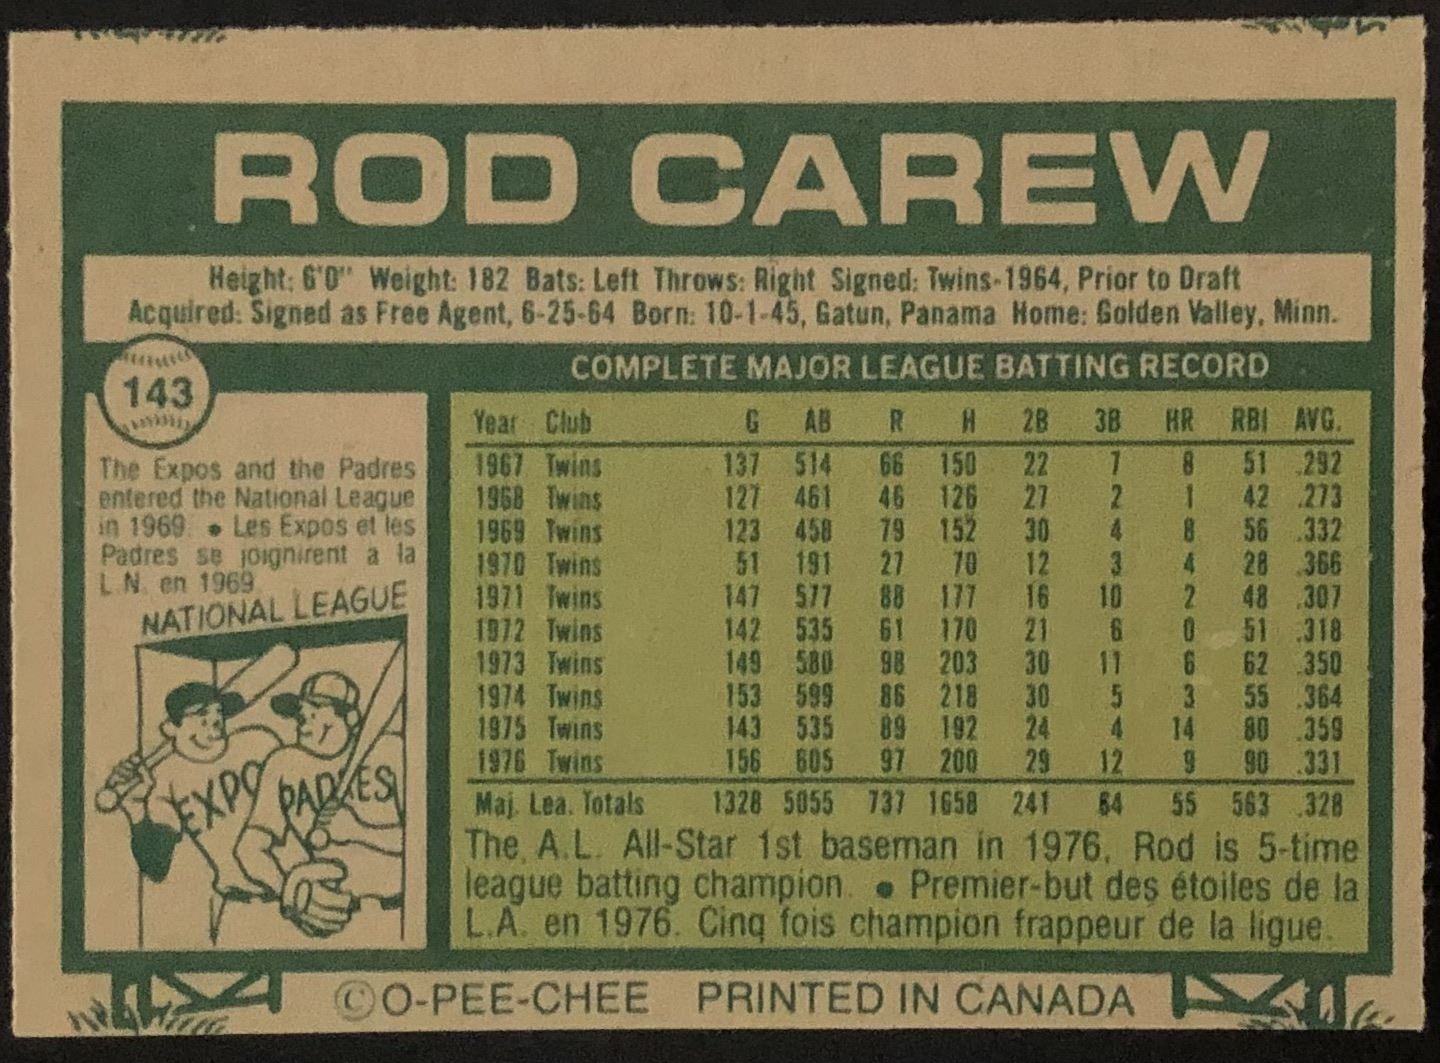 ROD CAREW
Height: 6'0" Weight: 182 Bats: Left Throws: Right Signed: Twins-1964, Prior to Draft
Acquired: Signed as Free Agent, 6-25-64 Born: 10-1-45, Gatun, Panama Home: Golden Valley, Minn.
143
The Expos and the Padres
entered the National League
in 1969. • Les Expos et les
Padres se joignirent a la
L.N. en 1969
NATIONAL LEAGUE
EXPO
PADRES
COMPLETE MAJOR LEAGUE BATTING RECORD
Year Club G AB R H 2B 3B HR RBI AVG.
1967 Twins 137 514 66 150 22 7 8 51 .292
1968 Twins 127 461 46 126 27 2 1 42 .273
1969 Twins 123 458 79 152 30 4 8 56 .332
1970 Twins 51 191 27 70 12 3 4 28 .366
1971 Twins 147 577 88 177 16 10 2 48 .307
1972 Twins 142 535 61 170 21 6 0 51 .318
1973 Twins 149 580 98 203 30 11 6 62 .350
1974 Twins 153 599 86 218 30 5 3 55 .364
1975 Twins 143 535 89 192 24 4 14 80 .359
1976 Twins 156 605 97 200 29 12 9 90 .331
Maj. Lea. Totals 1328 5055 737 1658 241 64 55 563 .328
The A.L. All-Star 1st baseman in 1976, Rod is 5-time
league batting champion. • Premier-but des étoiles de la
L.A. en 1976. Cinq fois champion frappeur de la ligue.
©O-PEE-CHEE PRINTED IN CANADA